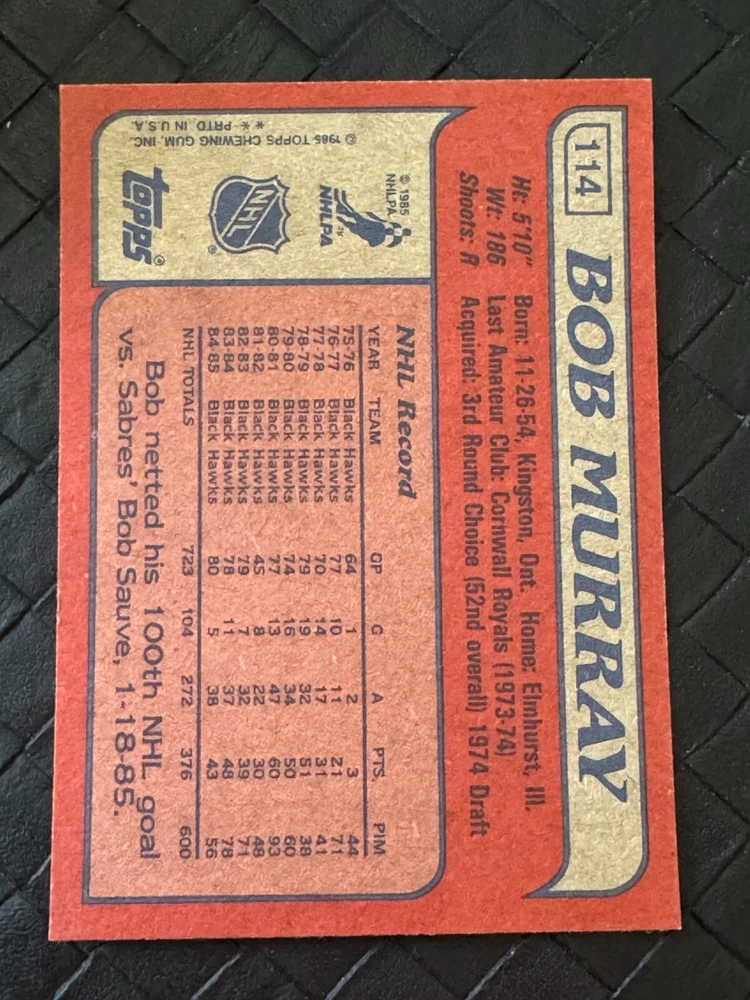 114 BOB MURRAY
Ht: 5'10" Born: 11-26-54, Kingston, Ont. Home: Elmhurst, Ill.
Wt: 186 Last Amateur Club: Cornwall Royals (1973-74)
Shoots: R Acquired: 3rd Round Choice (52nd overall) 1974 Draft
© 1985
NHLPA
NHLPA
NHL ®
topps ®
© 1985 TOPPS CHEWING GUM, INC.
** PRTD. IN U.S.A.
NHL Record
YEAR TEAM GP G A PTS. PIM
75-76 Black Hawks 64 1 2 3 44
76-77 Black Hawks 77 10 11 21 71
77-78 Black Hawks 70 14 17 31 41
78-79 Black Hawks 79 19 32 51 38
79-80 Black Hawks 74 16 34 50 60
80-81 Black Hawks 77 13 47 60 93
81-82 Black Hawks 45 8 22 30 48
82-83 Black Hawks 79 7 32 39 71
83-84 Black Hawks 78 11 37 48 78
84-85 Black Hawks 80 5 38 43 56
NHL TOTALS 723 104 272 376 600
Bob netted his 100th NHL goal
vs. Sabres' Bob Sauve, 1-18-85.